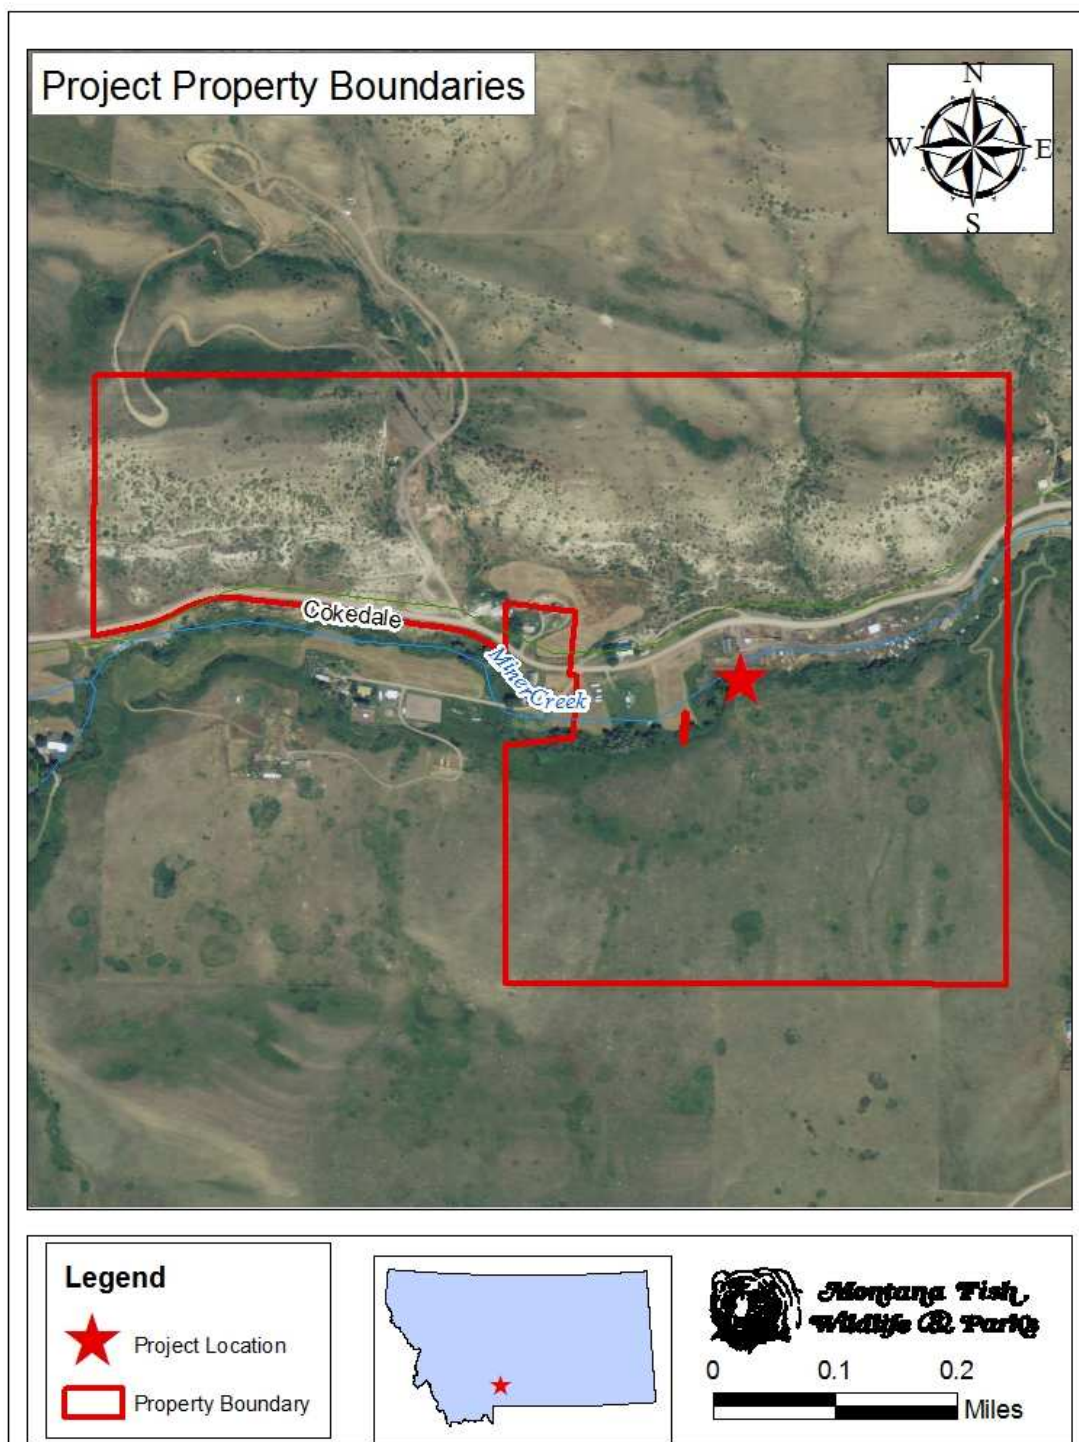 Project Property Boundaries
N
W E
S
Cokedale
Miner Creek
Legend
Project Location
Property Boundary
Montana Fish,
Wildlife & Parks
0 0.1 0.2
Miles